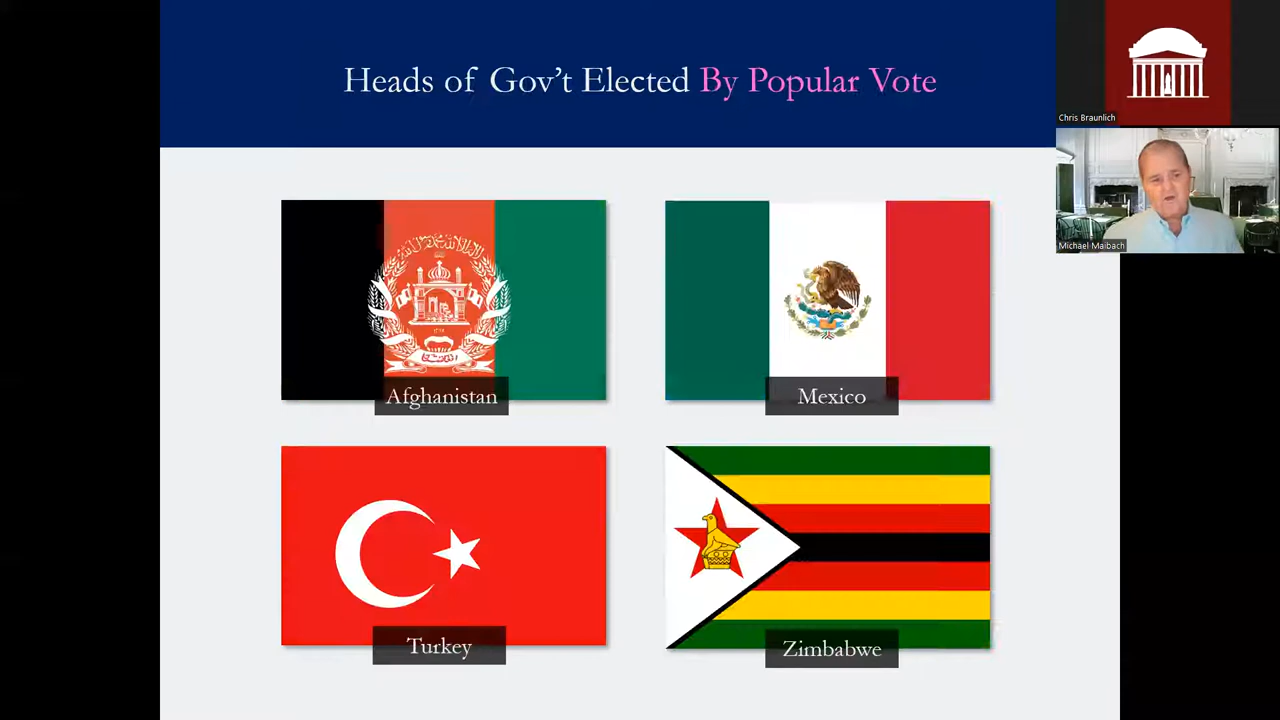 Heads of Gov't Elected By Popular Vote
Chris Braunlich
Michael Maibach
Afghanistan
Mexico
Turkey
Zimbabwe